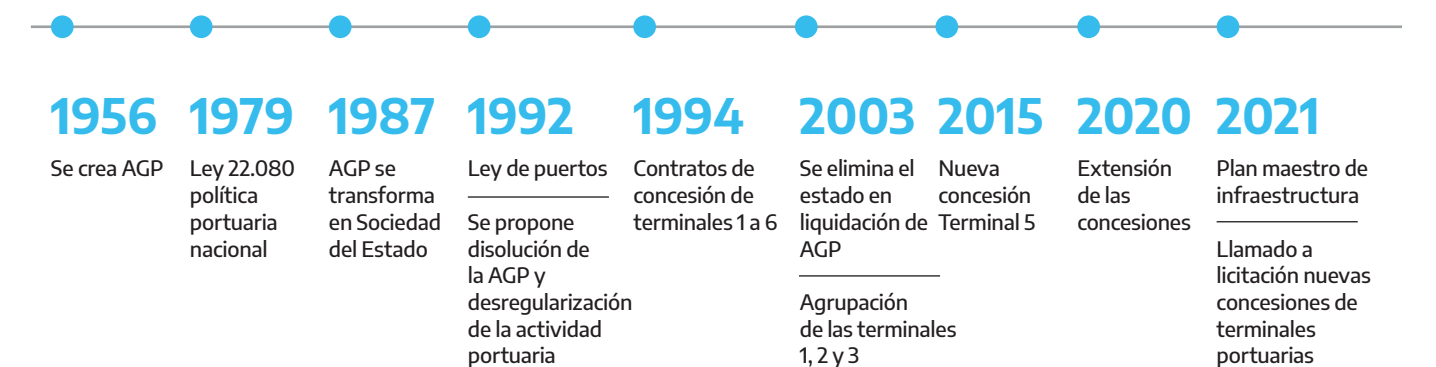 1956
Se crea AGP
1979
Ley 22.080
política
portuaria
nacional
1987
AGP se
transforma
en Sociedad
del Estado
1992
Ley de puertos
Se propone
disolución de
la AGP y
desregularización
de la actividad
portuaria
1994
Contratos de
concesión de
terminales 1 a 6
2003
Se elimina el
estado en
liquidación de
AGP
Agrupación
de las terminales
1, 2 y 3
2015
Nueva
concesión
Terminal 5
2020
Extensión
de las
concesiones
2021
Plan maestro de
infraestructura
Llamado a
licitación nuevas
concesiones de
terminales
portuarias